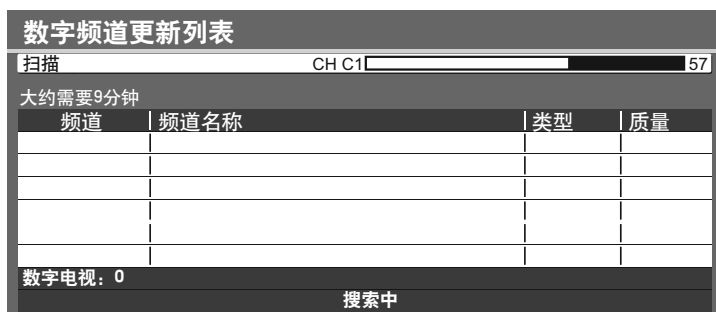 数字频道更新列表
扫描 CH C1 57
大约需要9分钟
频道 频道名称 类型 质量
数字电视：0
搜索中